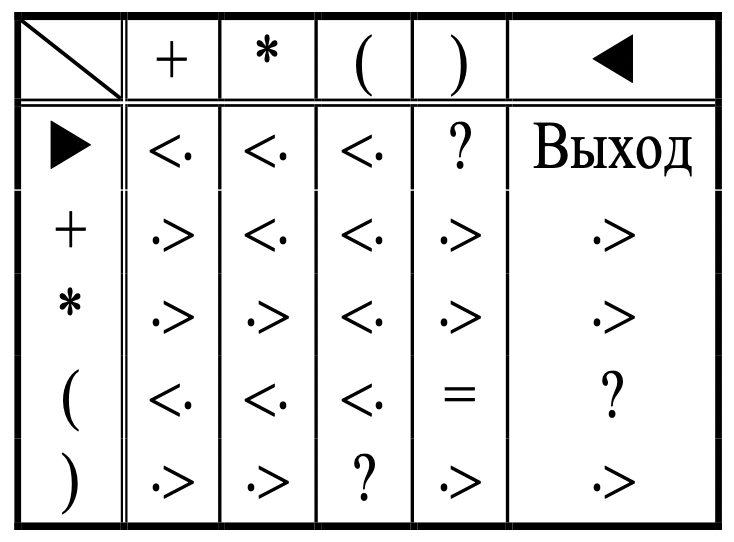 + * ( ) ◀
▶ <· <· <· ? Выход
+ ·> <· <· ·> ·>
* ·> ·> <· ·> ·>
( <· <· <· = ?
) ·> ·> ? ·> ·>